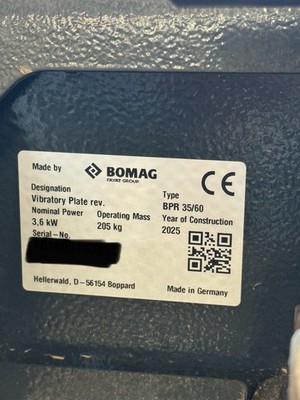 Made by BOMAG
FAYAT GROUP
CE
Designation
Vibratory Plate rev.
Type
BPR 35/60
Nominal Power
3,6 kW
Operating Mass
205 kg
Year of Construction
2025
Serial –No.
Hellerwald, D – 56154 Boppard
Made in Germany